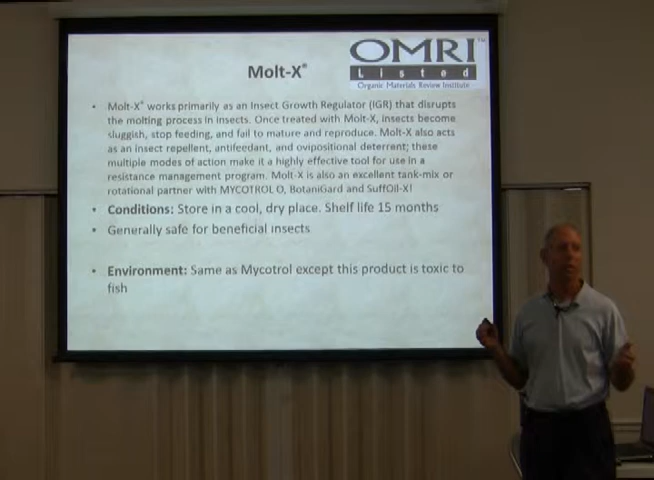 OMRI™
Listed
Organic Materials Review Institute
Molt-X®
• Molt-X® works primarily as an Insect Growth Regulator (IGR) that disrupts
the molting process in insects. Once treated with Molt-X, insects become
sluggish, stop feeding, and fail to mature and reproduce. Molt-X also acts
as an insect repellent, antifeedant, and ovipositional deterrent; these
multiple modes of action make it a highly effective tool for use in a
resistance management program. Molt-X is also an excellent tank-mix or
rotational partner with MYCOTROL O, BotaniGard and SuffOil-X!
• Conditions: Store in a cool, dry place. Shelf life 15 months
• Generally safe for beneficial insects
• Environment: Same as Mycotrol except this product is toxic to
fish